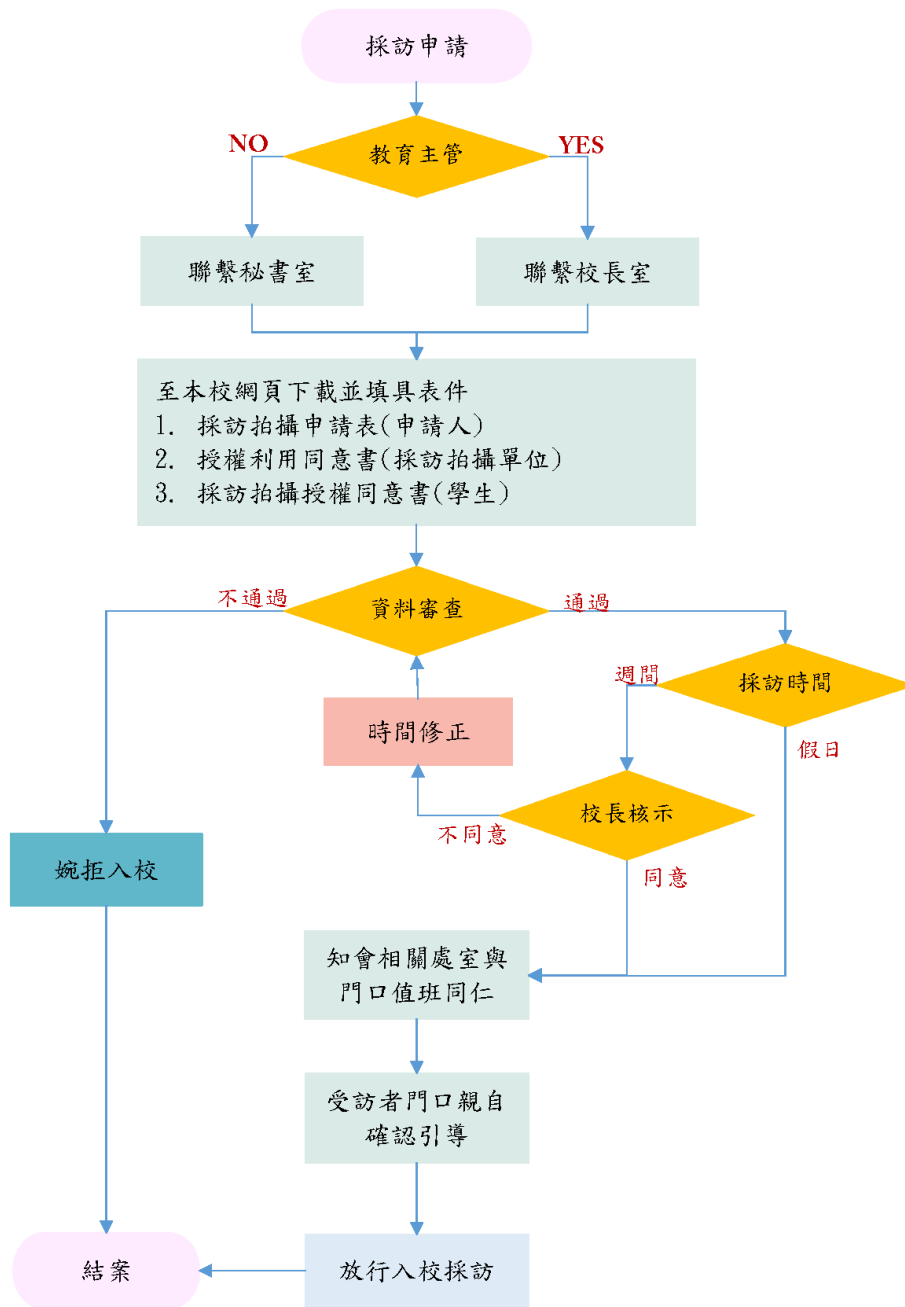 採訪申請
NO
教育主管
YES
聯繫秘書室
聯繫校長室
至本校網頁下載並填具表件
1. 採訪拍攝申請表(申請人)
2. 授權利用同意書(採訪拍攝單位)
3. 採訪拍攝授權同意書(學生)
不通過
資料審查
通過
週間
採訪時間
時間修正
假日
校長核示
不同意
婉拒入校
同意
知會相關處室與
門口值班同仁
受訪者門口親自
確認引導
結案
放行入校採訪